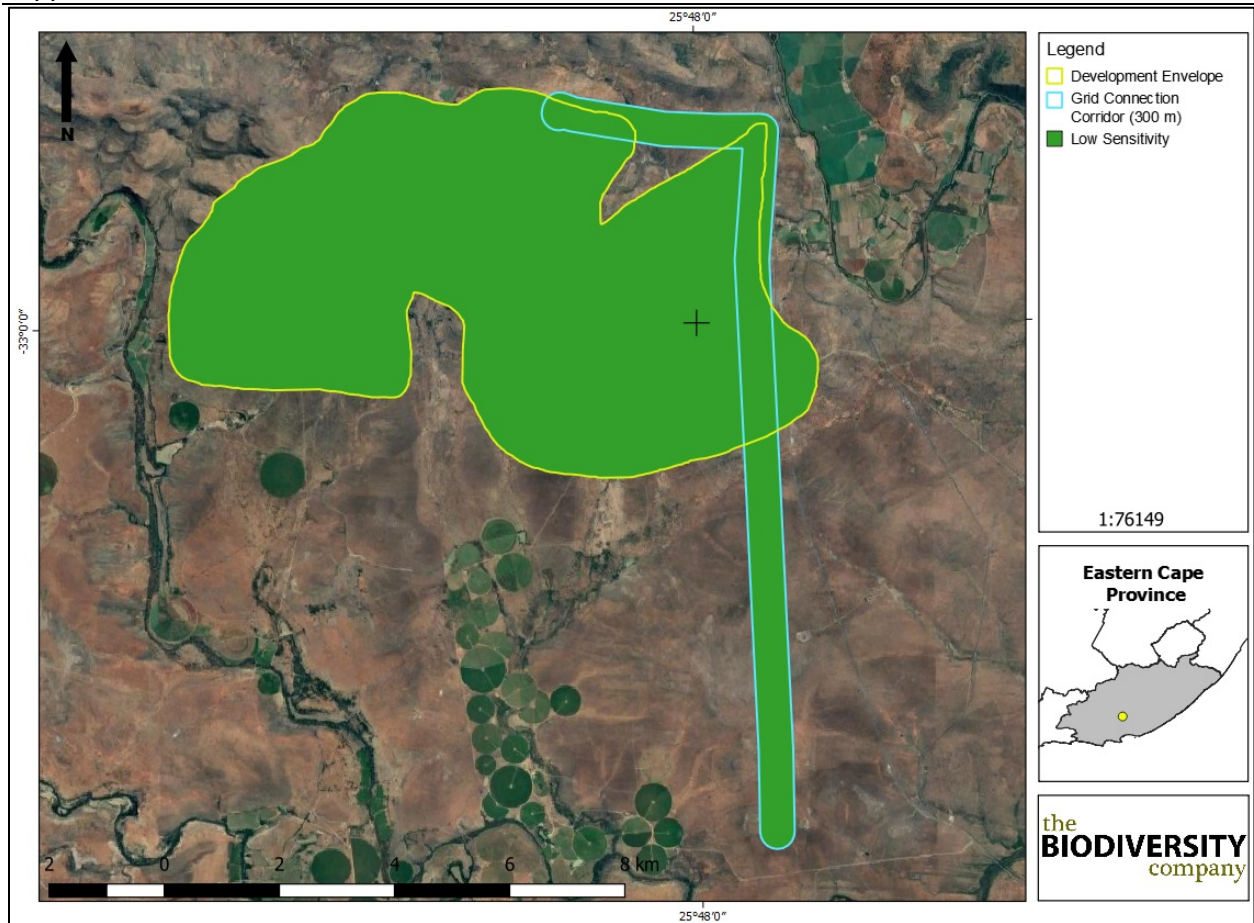 25°48'0"
N
-33°0'0"
Legend
Development Envelope
Grid Connection
Corridor (300 m)
Low Sensitivity
1:76149
Eastern Cape
Province
the
BIODIVERSITY
company
2 0 2 4 6 8 km
25°48'0"